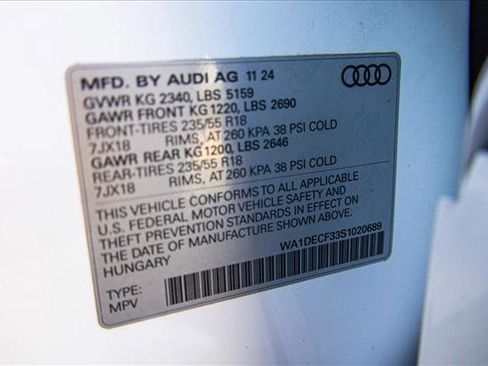 MFD. BY AUDI AG 11 24
GVWR KG 2340, LBS 5159
GAWR FRONT KG 1220, LBS 2690
FRONT-TIRES 235/55 R18
7JX18 RIMS, AT 260 KPA 38 PSI COLD
GAWR REAR KG 1200, LBS 2646
REAR-TIRES 235/55 R18
7JX18 RIMS, AT 260 KPA 38 PSI COLD
THIS VEHICLE CONFORMS TO ALL APPLICABLE
U.S. FEDERAL MOTOR VEHICLE SAFETY AND
THEFT PREVENTION STANDARDS IN EFFECT ON
THE DATE OF MANUFACTURE SHOWN ABOVE.
HUNGARY WA1DECF33S1020689
TYPE:
MPV